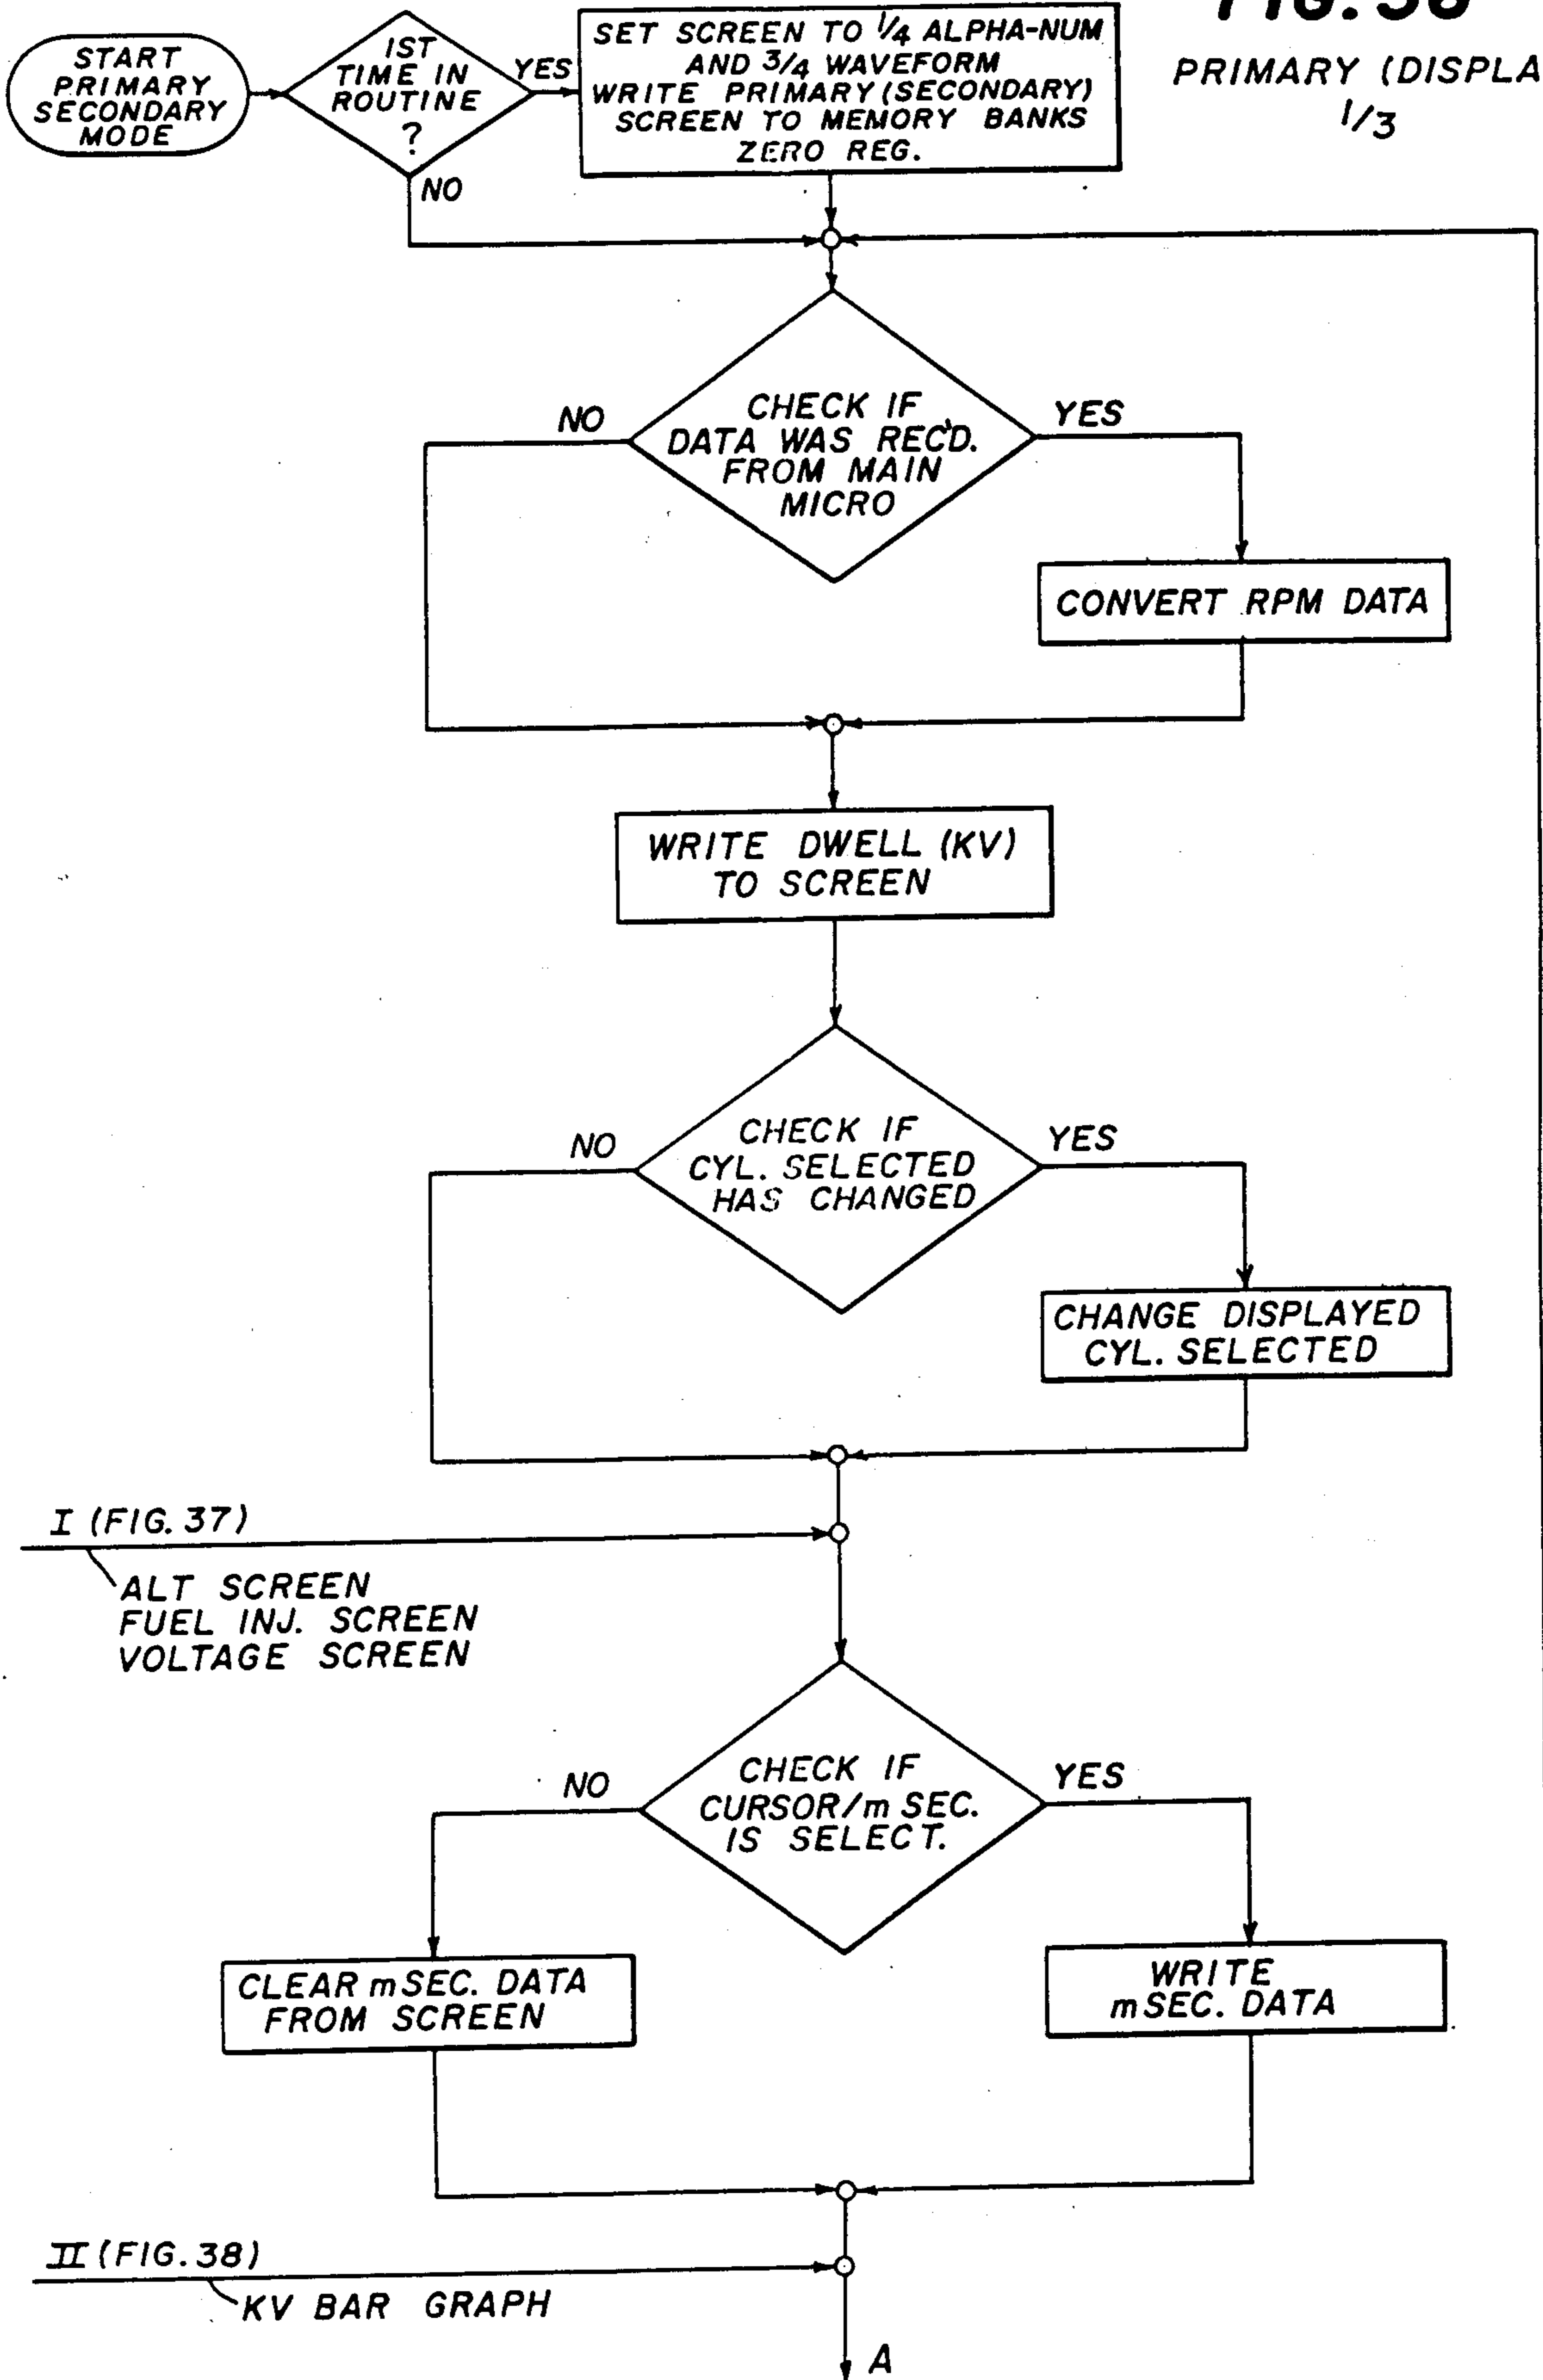 FIG. 36
PRIMARY (DISPLA
1/3
START
PRIMARY
SECONDARY
MODE
1ST
TIME IN
ROUTINE
?
YES
NO
SET SCREEN TO 1/4 ALPHA-NUM
AND 3/4 WAVEFORM
WRITE PRIMARY (SECONDARY)
SCREEN TO MEMORY BANKS
ZERO REG.
CHECK IF
DATA WAS REC'D.
FROM MAIN
MICRO
NO
YES
CONVERT RPM DATA
WRITE DWELL (KV)
TO SCREEN
CHECK IF
CYL. SELECTED
HAS CHANGED
NO
YES
CHANGE DISPLAYED
CYL. SELECTED
I (FIG. 37)
ALT SCREEN
FUEL INJ. SCREEN
VOLTAGE SCREEN
CHECK IF
CURSOR/m SEC.
IS SELECT.
NO
YES
CLEAR mSEC. DATA
FROM SCREEN
WRITE
mSEC. DATA
II (FIG. 38)
KV BAR GRAPH
A